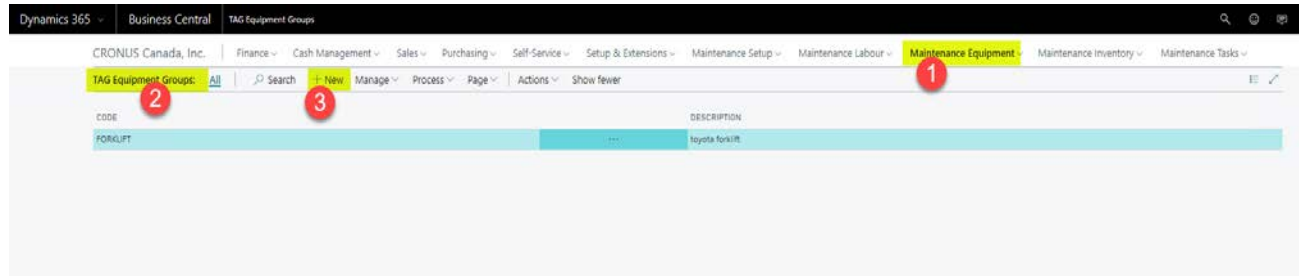 Dynamics 365 Business Central TAG Equipment Groups
CRONUS Canada, Inc. Finance Cash Management Sales Purchasing Self-Service Setup & Extensions Maintenance Setup Maintenance Labour Maintenance Equipment Maintenance Inventory Maintenance Tasks
1
TAG Equipment Groups: All Search + New Manage Process Page Actions Show fewer
2
3
CODE DESCRIPTION
FORKLIFT ... toyota forklift